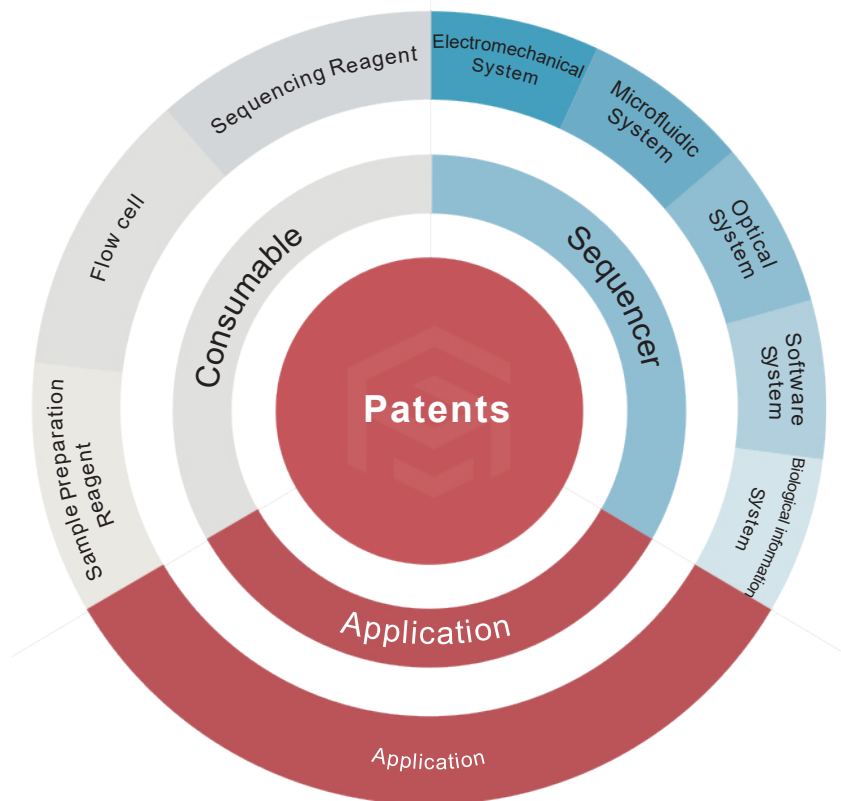 Patents
Sequencer
Application
Consumable
Electromechanical
System
Microfluidic
System
Optical
System
Software
System
Biological information
System
Application
Sample Preparation
Reagent
Flow cell
Sequencing Reagent